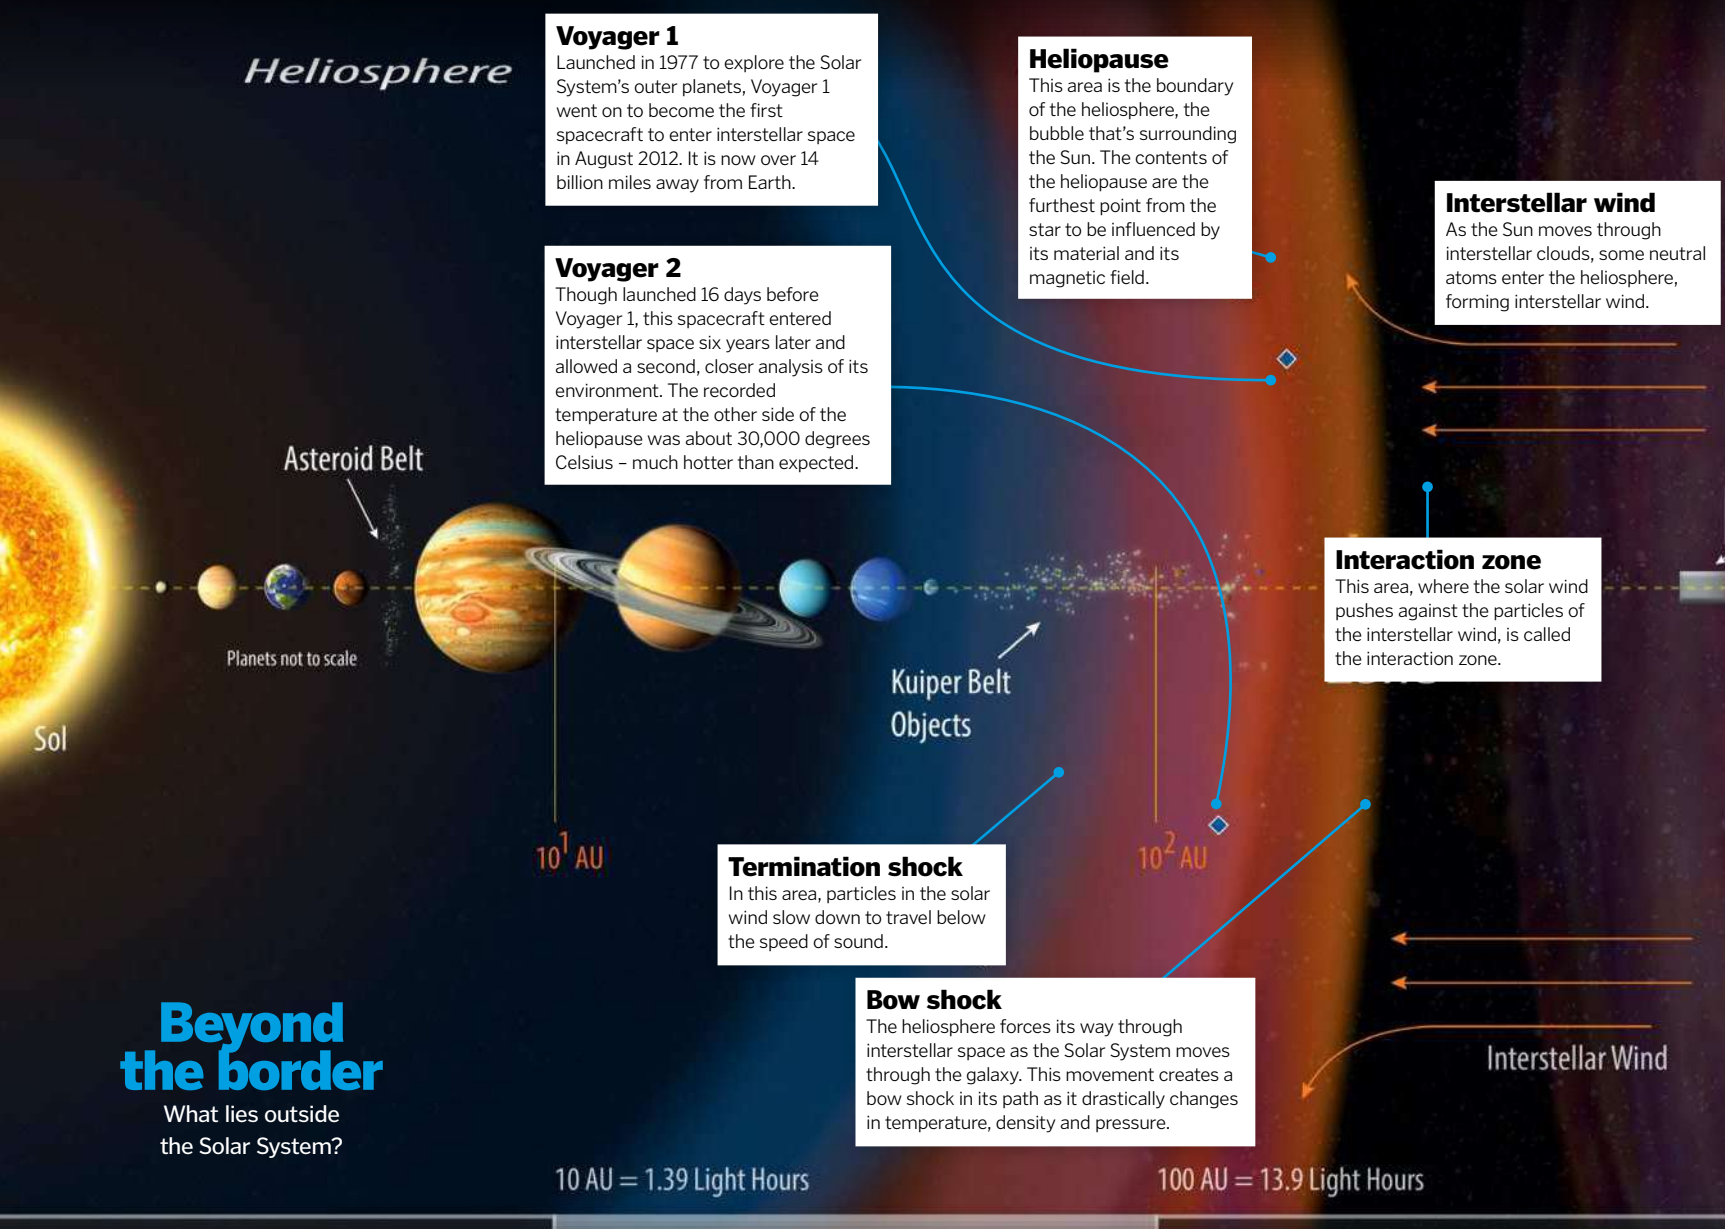 Heliosphere
Voyager 1
Launched in 1977 to explore the Solar
System's outer planets, Voyager 1
went on to become the first
spacecraft to enter interstellar space
in August 2012. It is now over 14
billion miles away from Earth.
Voyager 2
Though launched 16 days before
Voyager 1, this spacecraft entered
interstellar space six years later and
allowed a second, closer analysis of its
environment. The recorded
temperature at the other side of the
heliopause was about 30,000 degrees
Celsius – much hotter than expected.
Heliopause
This area is the boundary
of the heliosphere, the
bubble that's surrounding
the Sun. The contents of
the heliopause are the
furthest point from the
star to be influenced by
its material and its
magnetic field.
Interstellar wind
As the Sun moves through
interstellar clouds, some neutral
atoms enter the heliosphere,
forming interstellar wind.
Asteroid Belt
Planets not to scale
Sol
Kuiper Belt
Objects
Interaction zone
This area, where the solar wind
pushes against the particles of
the interstellar wind, is called
the interaction zone.
10¹ AU
10² AU
Termination shock
In this area, particles in the solar
wind slow down to travel below
the speed of sound.
Bow shock
The heliosphere forces its way through
interstellar space as the Solar System moves
through the galaxy. This movement creates a
bow shock in its path as it drastically changes
in temperature, density and pressure.
Interstellar Wind
Beyond
the border
What lies outside
the Solar System?
10 AU = 1.39 Light Hours
100 AU = 13.9 Light Hours